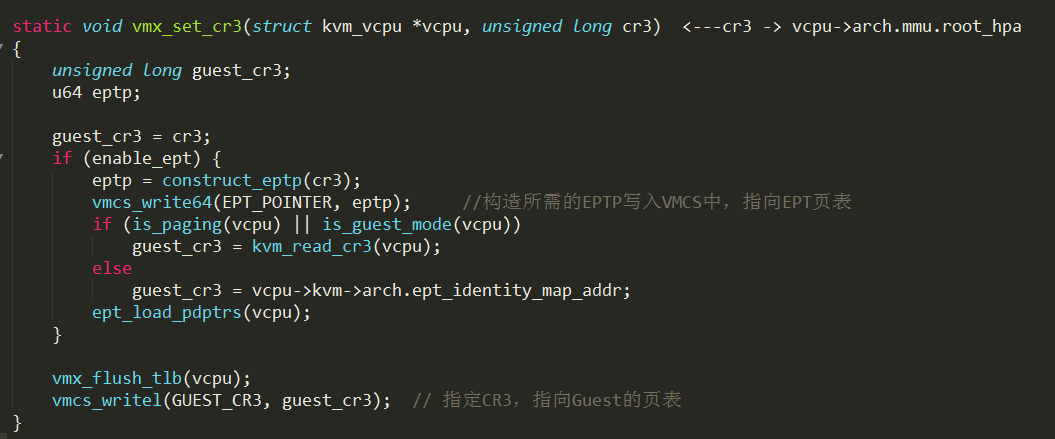 static void vmx_set_cr3(struct kvm_vcpu *vcpu, unsigned long cr3)  <---cr3 -> vcpu->arch.mmu.root_hpa
{
    unsigned long guest_cr3;
    u64 eptp;

    guest_cr3 = cr3;
    if (enable_ept) {
        eptp = construct_eptp(cr3);
        vmcs_write64(EPT_POINTER, eptp);     //构造所需的EPTP写入VMCS中，指向EPT页表
        if (is_paging(vcpu) || is_guest_mode(vcpu))
            guest_cr3 = kvm_read_cr3(vcpu);
        else
            guest_cr3 = vcpu->kvm->arch.ept_identity_map_addr;
        ept_load_pdptrs(vcpu);
    }

    vmx_flush_tlb(vcpu);
    vmcs_writel(GUEST_CR3, guest_cr3);  // 指定CR3，指向Guest的页表
}